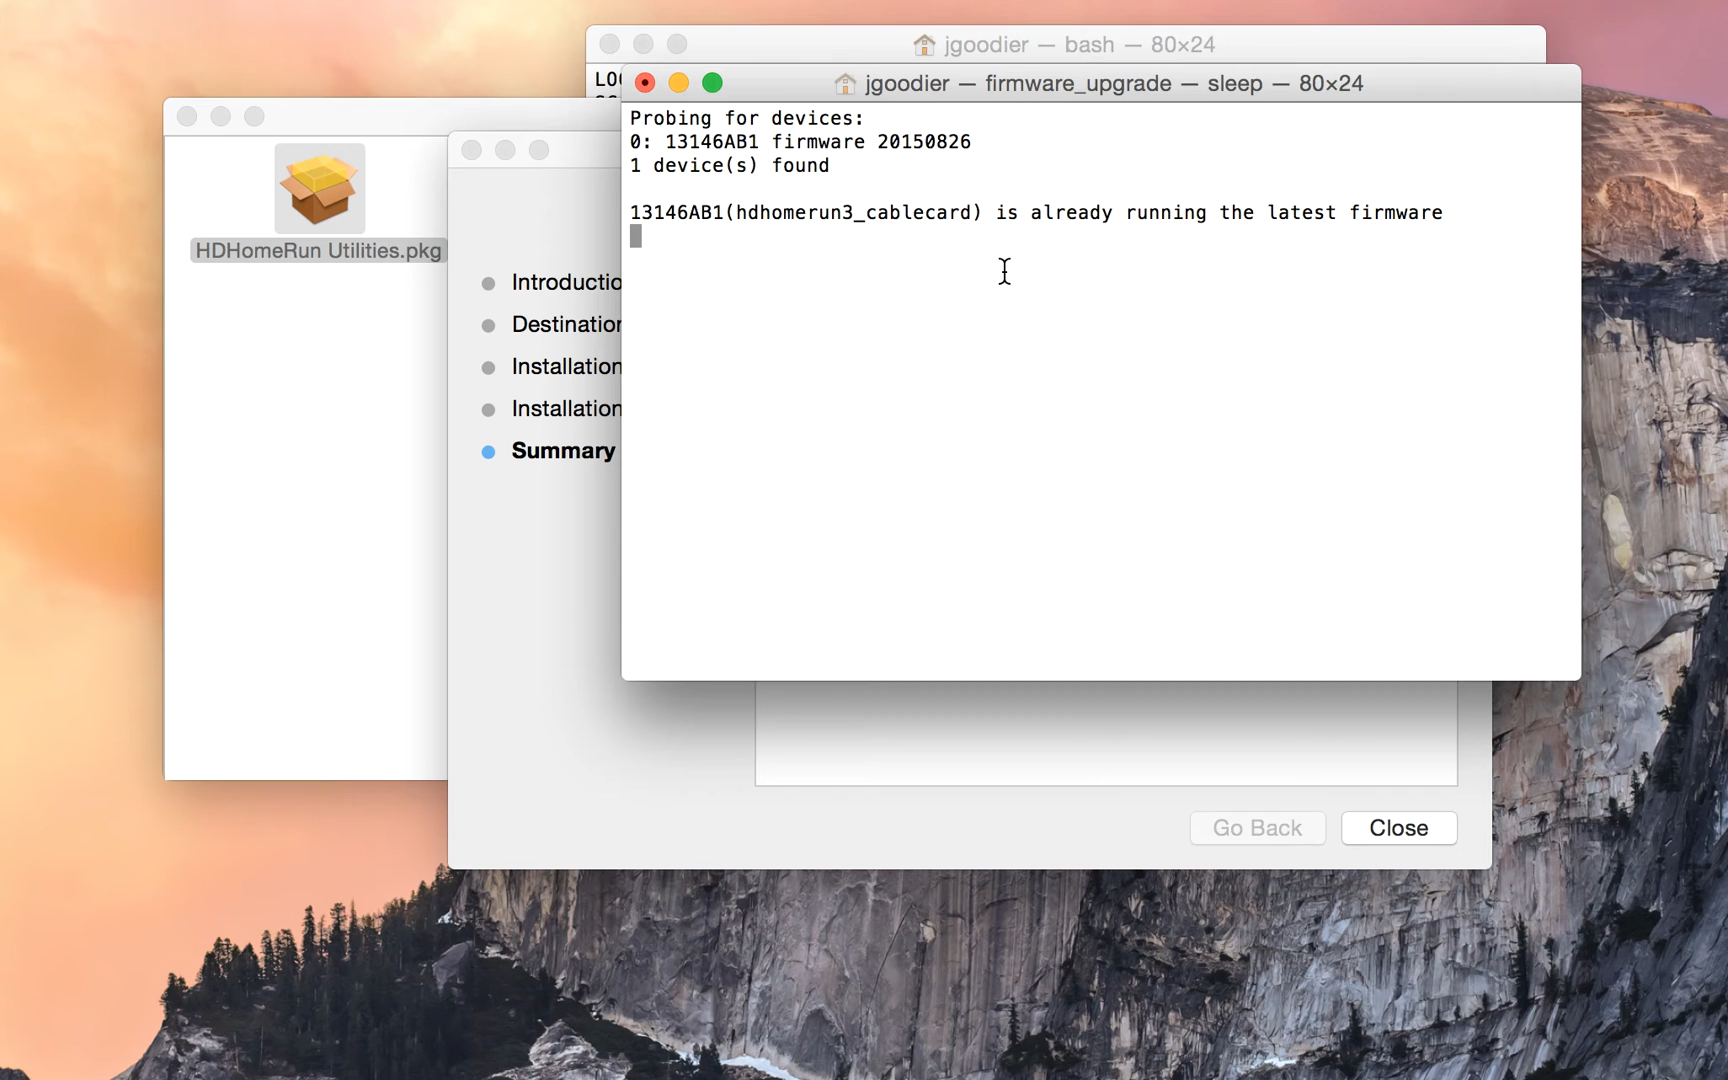 jgoodier — bash — 80×24
jgoodier — firmware_upgrade — sleep — 80×24
Probing for devices:
0: 13146AB1 firmware 20150826
1 device(s) found
13146AB1(hdhomerun3_cablecard) is already running the latest firmware
HDHomeRun Utilities.pkg
Introductio
Destination
Installation
Installation
Summary
Go Back
Close